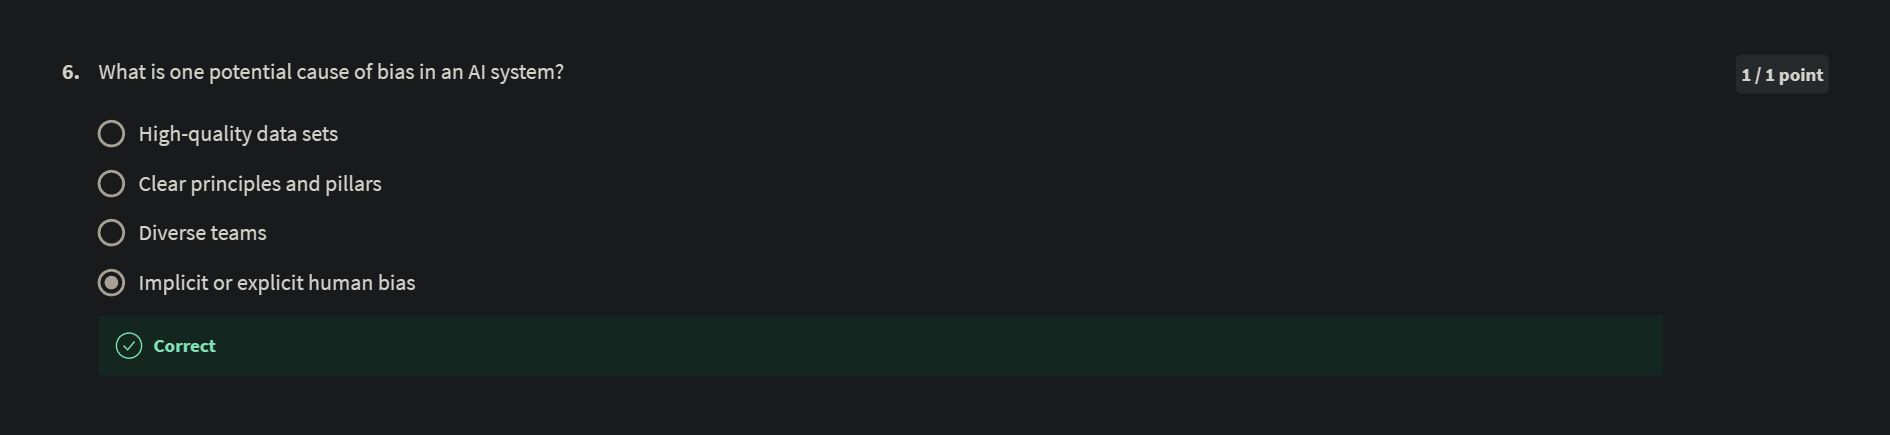 6. What is one potential cause of bias in an AI system?
1 / 1 point
High-quality data sets
Clear principles and pillars
Diverse teams
Implicit or explicit human bias
Correct